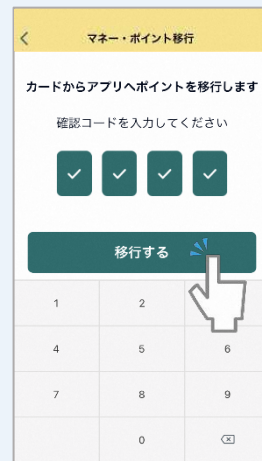 マネー・ポイント移行
カードからアプリへポイントを移行します
確認コードを入力してください
移行する
1 2
4 5 6
7 8 9
0